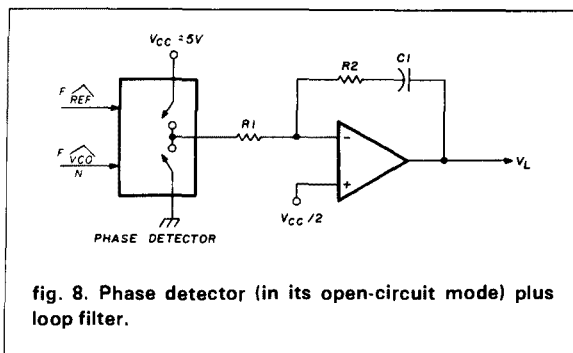 VCC = 5V
F REF
F VCO
N
PHASE DETECTOR
R1
R2
C1
-
+
VCC/2
VL
fig. 8. Phase detector (in its open-circuit mode) plus
loop filter.